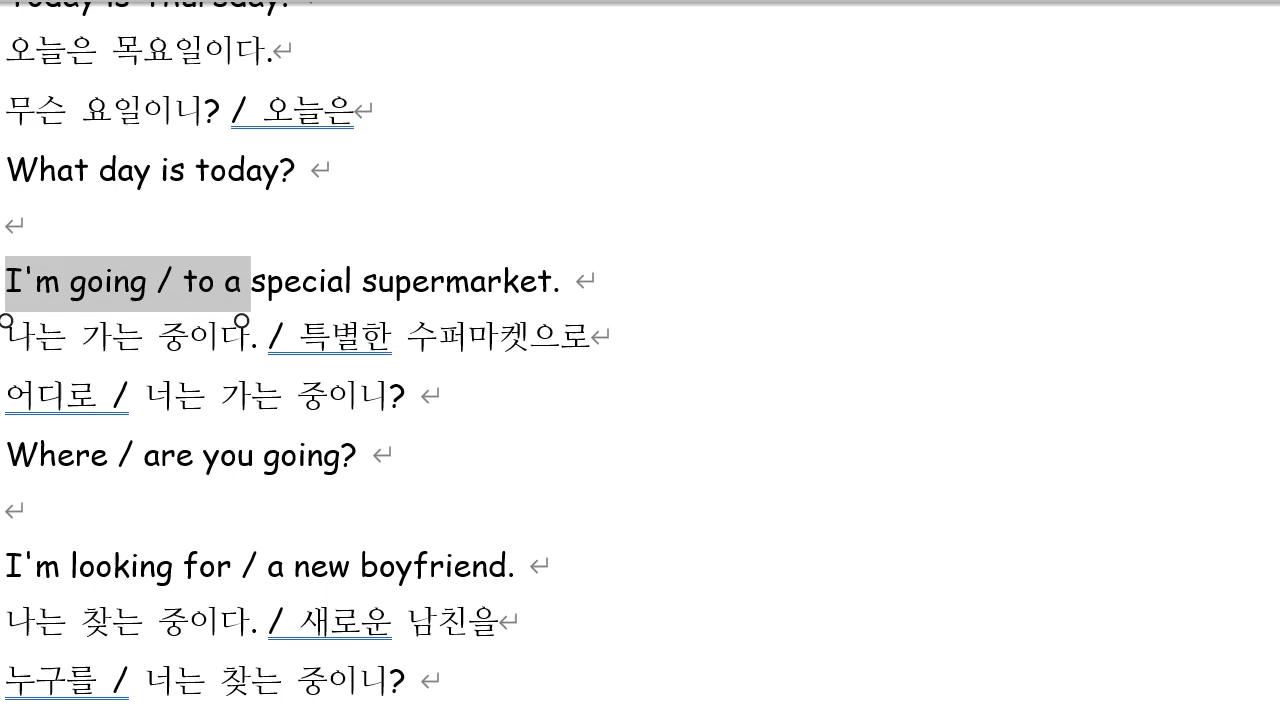 Today is Thursday.
오늘은 목요일이다.
무슨 요일이니? / 오늘은
What day is today?
I'm going / to a special supermarket.
나는 가는 중이다. / 특별한 수퍼마켓으로
어디로 / 너는 가는 중이니?
Where / are you going?
I'm looking for / a new boyfriend.
나는 찾는 중이다. / 새로운 남친을
누구를 / 너는 찾는 중이니?